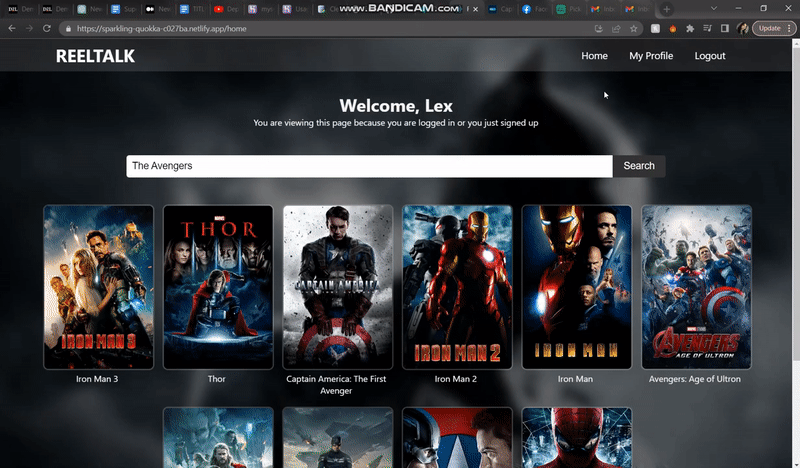 www.BANDICAM.com
https://sparkling-quokka-c027ba.netlify.app/home
Update
REELTALK
Home
My Profile
Logout
Welcome, Lex
You are viewing this page because you are logged in or you just signed up
The Avengers
Search
MARVEL
THOR
CAPTAIN AMERICA
IRON MAN 3
IRON MAN 2
IRON MAN
AVENGERS
AGE OF ULTRON
Iron Man 3
Thor
Captain America: The First
Avenger
Iron Man 2
Iron Man
Avengers: Age of Ultron